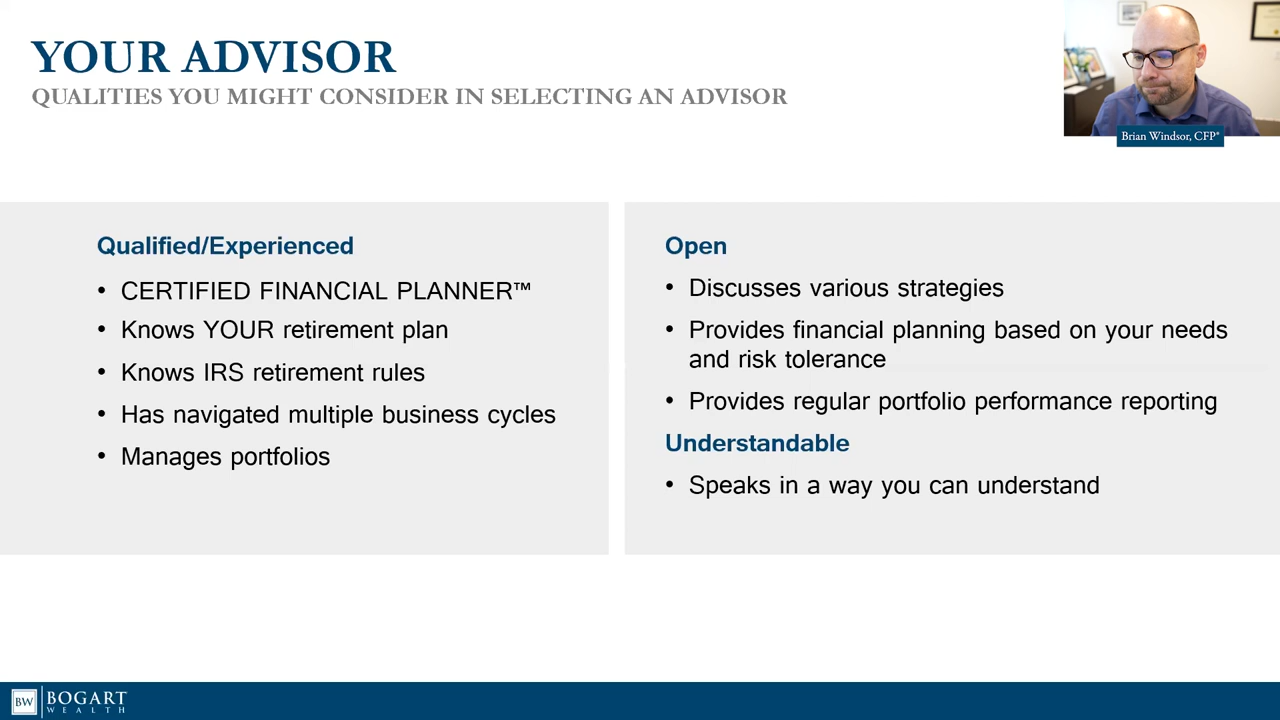 YOUR ADVISOR
QUALITIES YOU MIGHT CONSIDER IN SELECTING AN ADVISOR
Brian Windsor, CFP®
Qualified/Experienced
• CERTIFIED FINANCIAL PLANNER™
• Knows YOUR retirement plan
• Knows IRS retirement rules
• Has navigated multiple business cycles
• Manages portfolios
Open
• Discusses various strategies
• Provides financial planning based on your needs
and risk tolerance
• Provides regular portfolio performance reporting
Understandable
• Speaks in a way you can understand
BW
BOGART
WEALTH